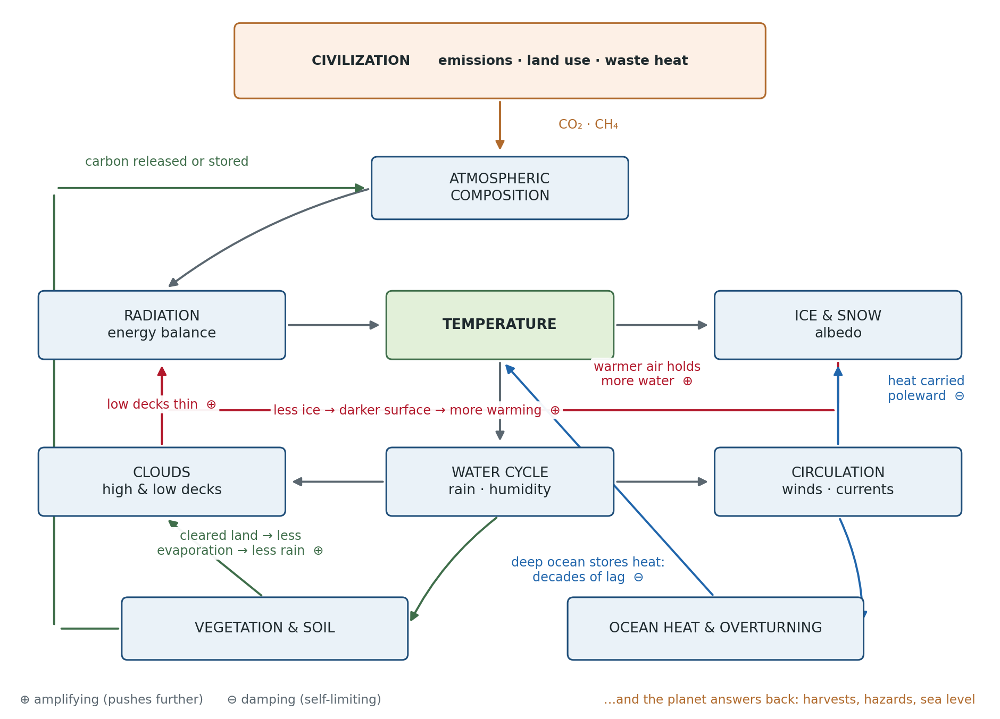 CIVILIZATION emissions · land use · waste heat
CO₂ · CH₄
carbon released or stored
ATMOSPHERIC
COMPOSITION
RADIATION
energy balance
TEMPERATURE
ICE & SNOW
albedo
warmer air holds
more water ⊕
heat carried
poleward ⊖
low decks thin ⊕
less ice → darker surface → more warming ⊕
CLOUDS
high & low decks
WATER CYCLE
rain · humidity
CIRCULATION
winds · currents
cleared land → less
evaporation → less rain ⊕
deep ocean stores heat:
decades of lag ⊖
VEGETATION & SOIL
OCEAN HEAT & OVERTURNING
⊕ amplifying (pushes further) ⊖ damping (self-limiting)
...and the planet answers back: harvests, hazards, sea level